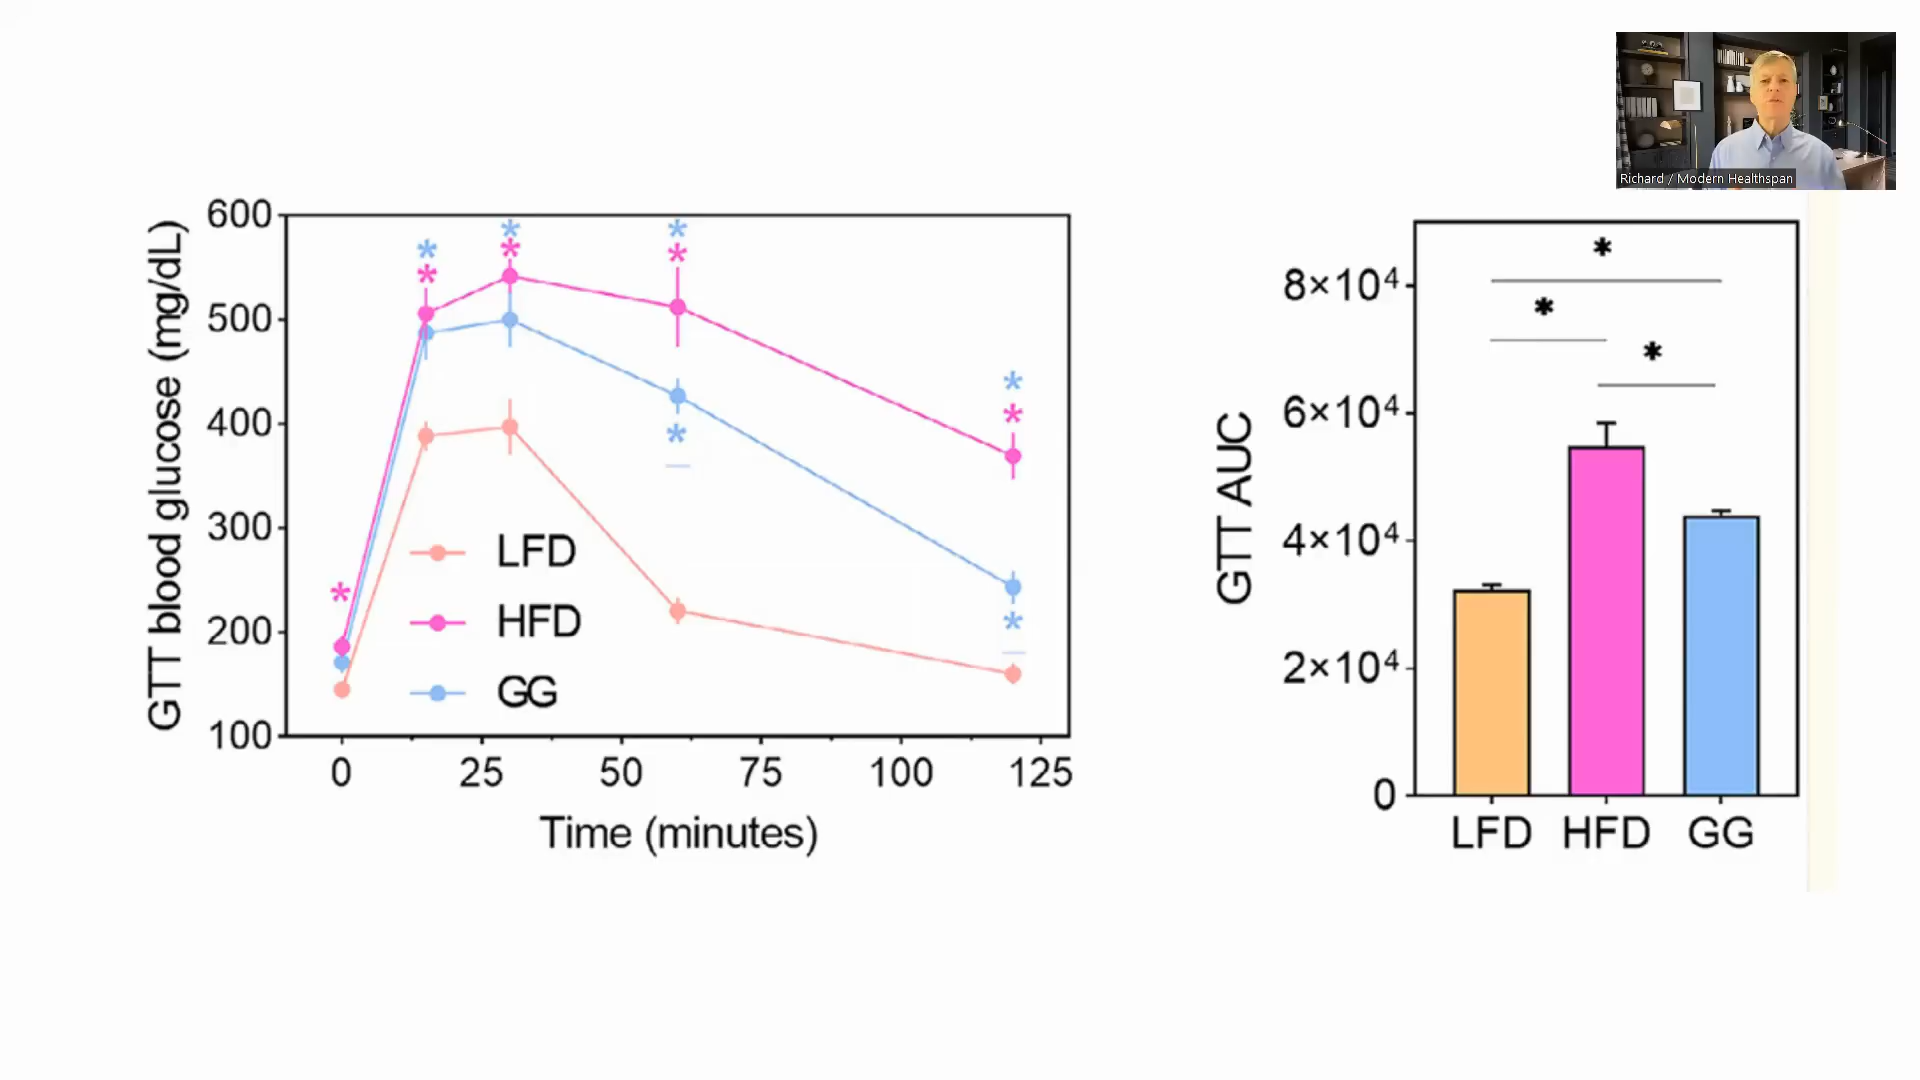 Richard / Modern Healthspan
GTT blood glucose (mg/dL)
600
500
400
300
200
100
* * * * * * * * * * * *
LFD
HFD
GG
0 25 50 75 100 125
Time (minutes)
GTT AUC
8×10⁴
6×10⁴
4×10⁴
2×10⁴
0
*
*
*
LFD HFD GG